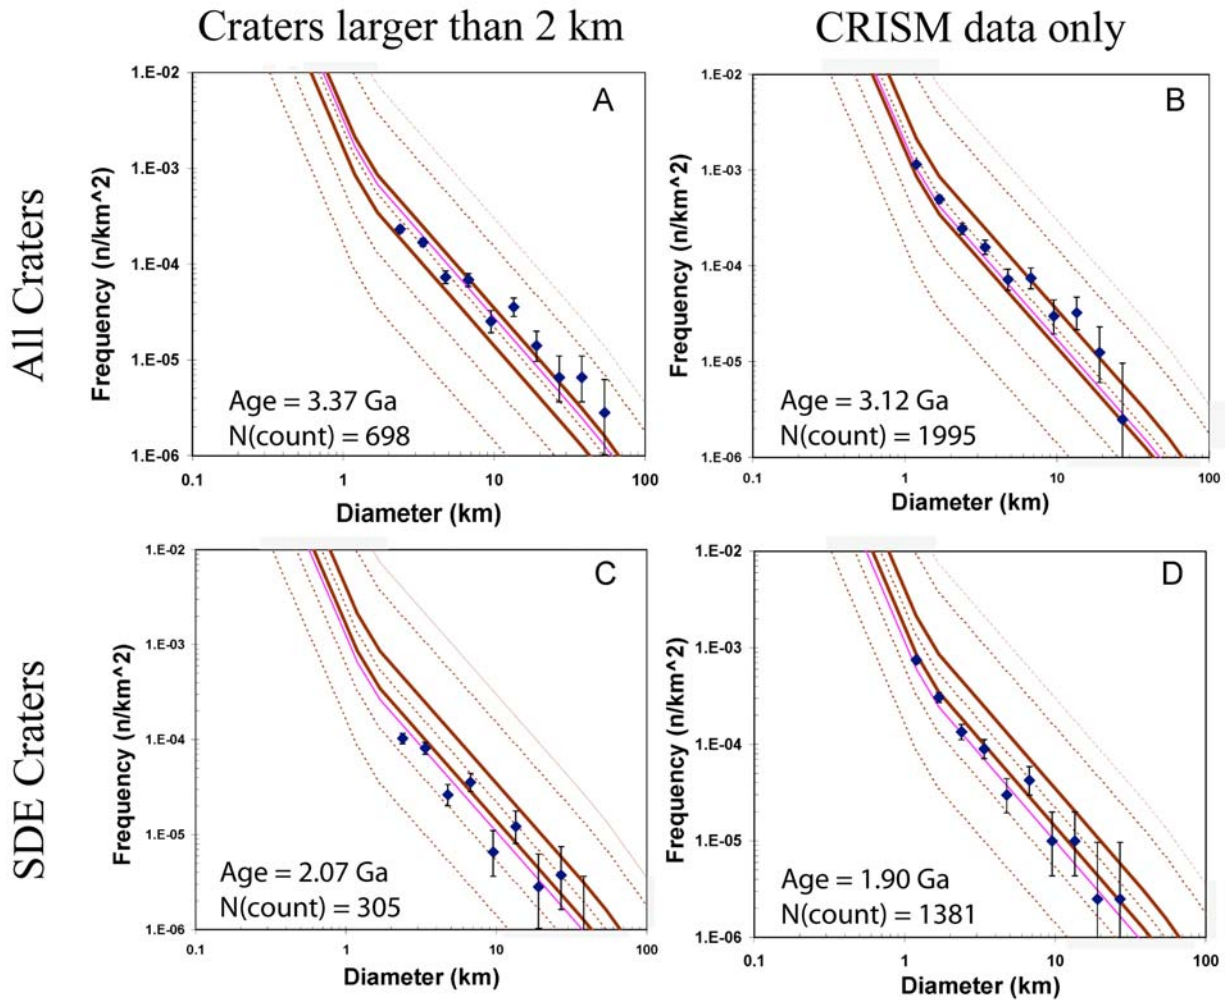 Craters larger than 2 km
CRISM data only
All Craters
SDE Craters
A
1.E-02
1.E-03
1.E-04
1.E-05
1.E-06
Frequency (n/km^2)
Age = 3.37 Ga
N(count) = 698
0.1 1 10 100
Diameter (km)
B
1.E-02
1.E-03
1.E-04
1.E-05
1.E-06
Frequency (n/km^2)
Age = 3.12 Ga
N(count) = 1995
0.1 1 10 100
Diameter (km)
C
1.E-02
1.E-03
1.E-04
1.E-05
1.E-06
Frequency (n/km^2)
Age = 2.07 Ga
N(count) = 305
0.1 1 10 100
Diameter (km)
D
1.E-02
1.E-03
1.E-04
1.E-05
1.E-06
Frequency (n/km^2)
Age = 1.90 Ga
N(count) = 1381
0.1 1 10 100
Diameter (km)